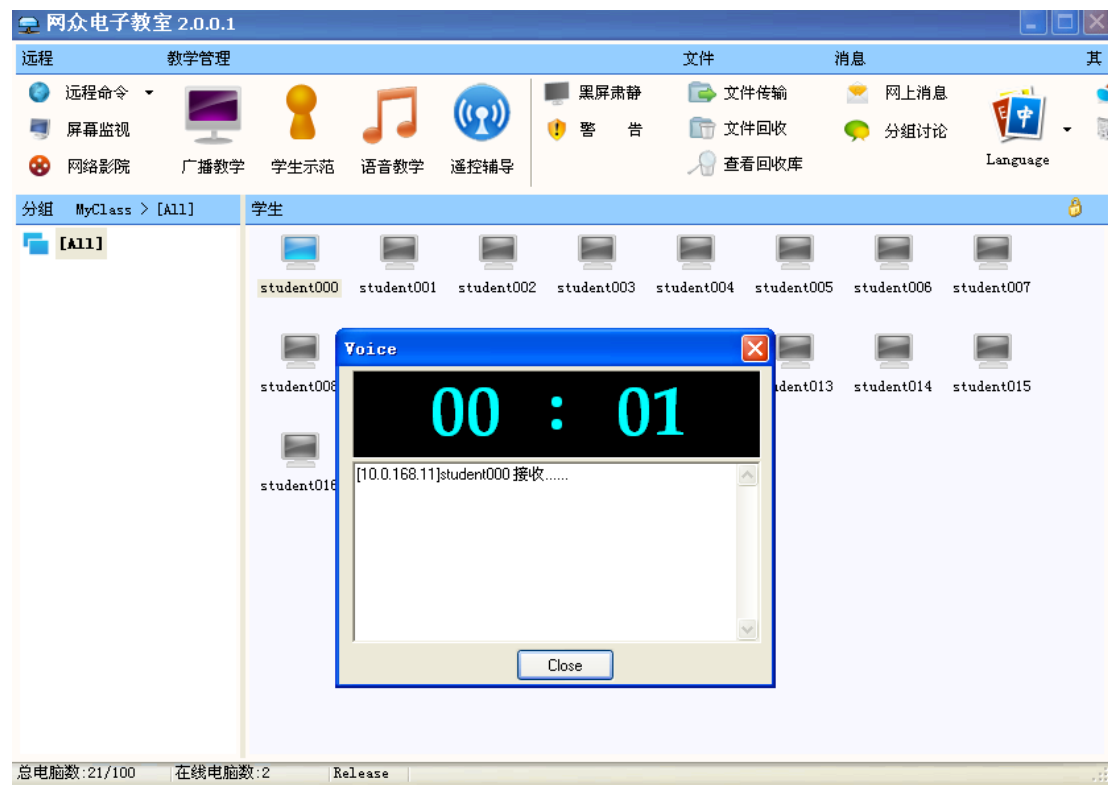 网众电子教室 2.0.0.1
远程 教学管理 文件 消息 其
远程命令 黑屏肃静 文件传输 网上消息
屏幕监视 警 告 文件回收 分组讨论
网络影院 广播教学 学生示范 语音教学 遥控辅导 查看回收库 Language
分组 MyClass > [All] 学生
[All]
student000 student001 student002 student003 student004 student005 student006 student007
Voice
student008 student014 student015
00 : 01
[10.0.168.11]student000 接收......
Close
总电脑数:21/100 在线电脑数:2 Release